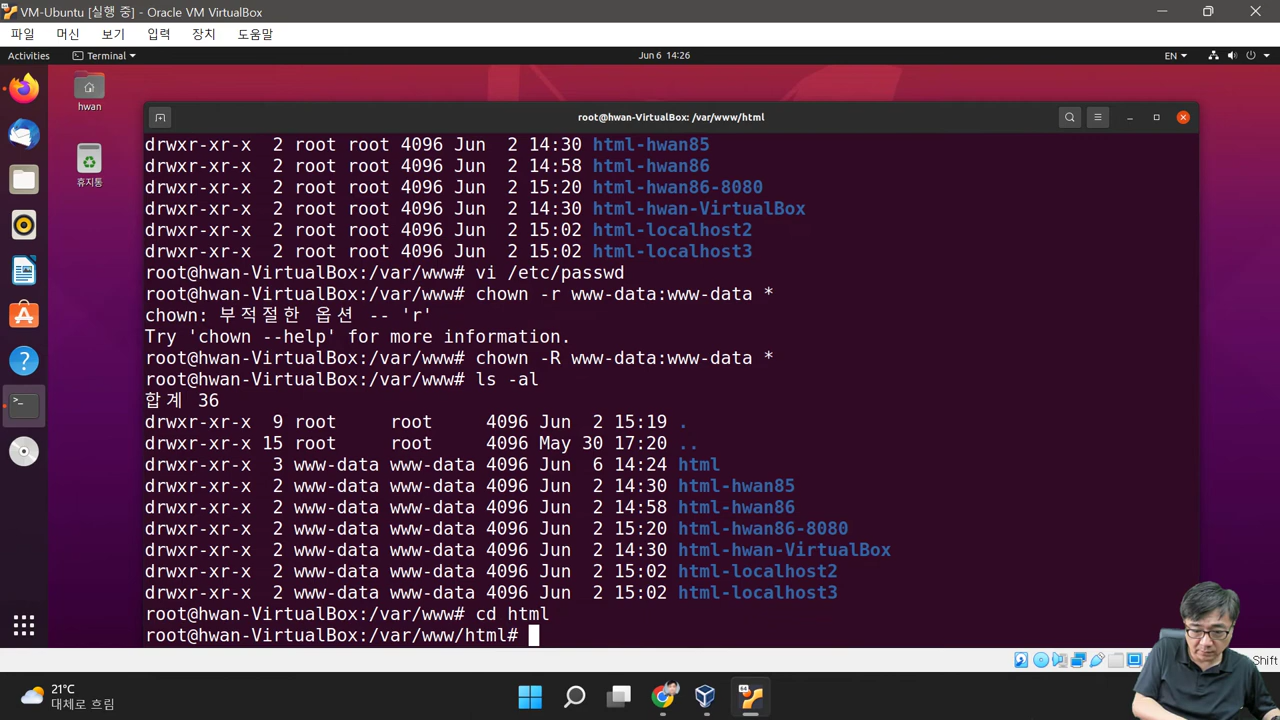 VM-Ubuntu [실행 중] - Oracle VM VirtualBox
파일 머신 보기 입력 장치 도움말
Activities Terminal Jun 6 14:26 EN
hwan
휴지통
root@hwan-VirtualBox: /var/www/html
drwxr-xr-x 2 root root 4096 Jun 2 14:30 html-hwan85
drwxr-xr-x 2 root root 4096 Jun 2 14:58 html-hwan86
drwxr-xr-x 2 root root 4096 Jun 2 15:20 html-hwan86-8080
drwxr-xr-x 2 root root 4096 Jun 2 14:30 html-hwan-VirtualBox
drwxr-xr-x 2 root root 4096 Jun 2 15:02 html-localhost2
drwxr-xr-x 2 root root 4096 Jun 2 15:02 html-localhost3
root@hwan-VirtualBox:/var/www# vi /etc/passwd
root@hwan-VirtualBox:/var/www# chown -r www-data:www-data *
chown: 부적절한 옵션 -- 'r'
Try 'chown --help' for more information.
root@hwan-VirtualBox:/var/www# chown -R www-data:www-data *
root@hwan-VirtualBox:/var/www# ls -al
합계 36
drwxr-xr-x 9 root root 4096 Jun 2 15:19 .
drwxr-xr-x 15 root root 4096 May 30 17:20 ..
drwxr-xr-x 3 www-data www-data 4096 Jun 6 14:24 html
drwxr-xr-x 2 www-data www-data 4096 Jun 2 14:30 html-hwan85
drwxr-xr-x 2 www-data www-data 4096 Jun 2 14:58 html-hwan86
drwxr-xr-x 2 www-data www-data 4096 Jun 2 15:20 html-hwan86-8080
drwxr-xr-x 2 www-data www-data 4096 Jun 2 14:30 html-hwan-VirtualBox
drwxr-xr-x 2 www-data www-data 4096 Jun 2 15:02 html-localhost2
drwxr-xr-x 2 www-data www-data 4096 Jun 2 15:02 html-localhost3
root@hwan-VirtualBox:/var/www# cd html
root@hwan-VirtualBox:/var/www/html#
Shift
21°C
대체로 흐림